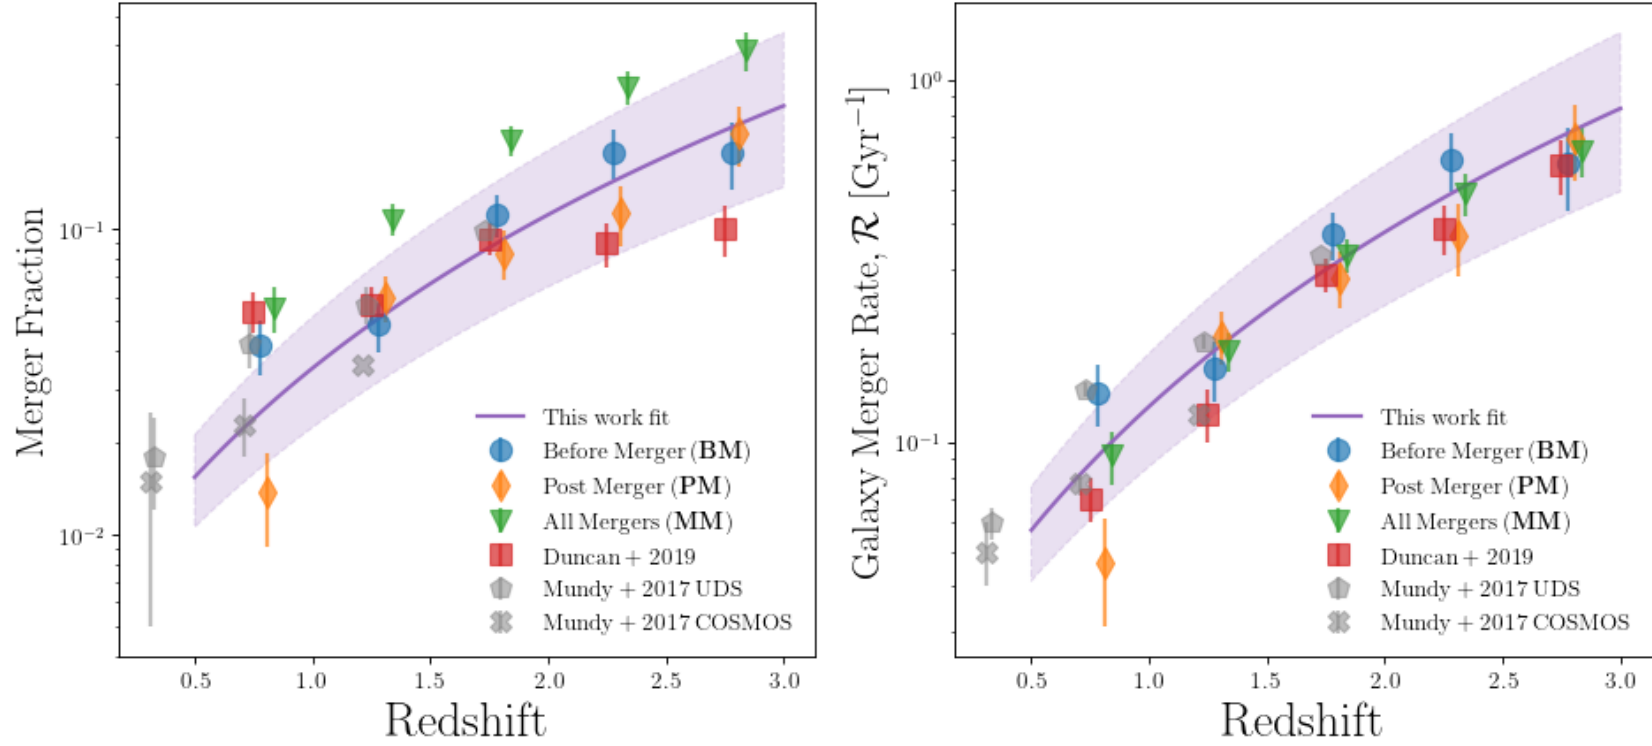 Merger Fraction
10⁻¹
10⁻²
This work fit
Before Merger (BM)
Post Merger (PM)
All Mergers (MM)
Duncan + 2019
Mundy + 2017 UDS
Mundy + 2017 COSMOS
0.5 1.0 1.5 2.0 2.5 3.0
Redshift
Galaxy Merger Rate, ℛ [Gyr⁻¹]
10⁰
10⁻¹
This work fit
Before Merger (BM)
Post Merger (PM)
All Mergers (MM)
Duncan + 2019
Mundy + 2017 UDS
Mundy + 2017 COSMOS
0.5 1.0 1.5 2.0 2.5 3.0
Redshift